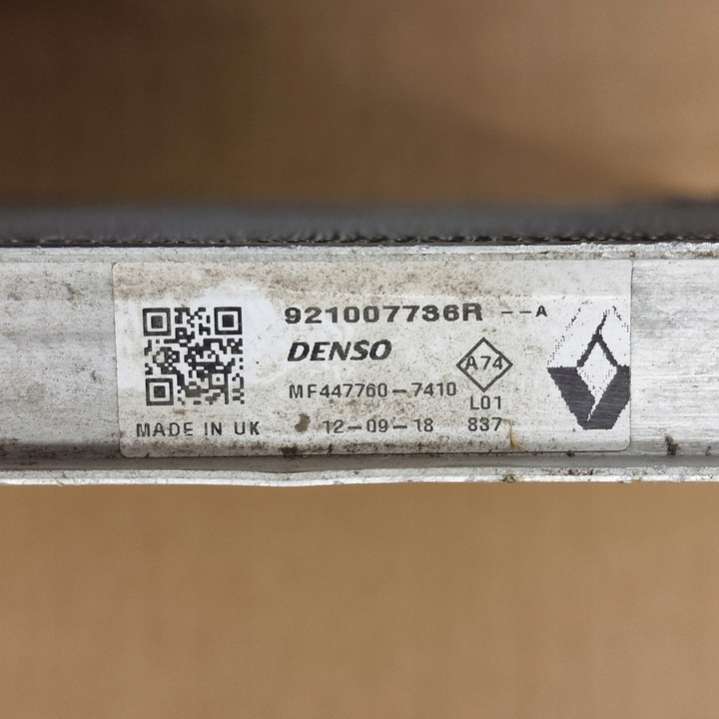 921007736R --A
DENSO
A74
MF447760-7410
L01
MADE IN UK
12-09-18
837